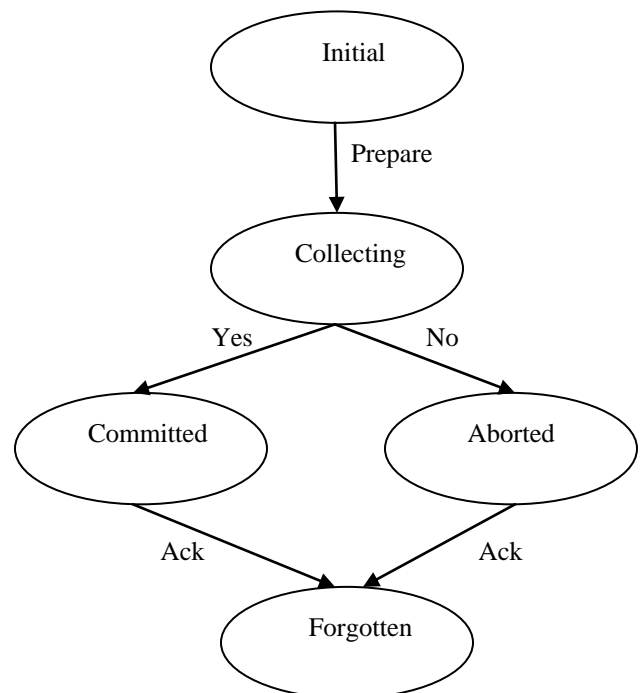 Initial
Prepare
Collecting
Yes
No
Committed
Aborted
Ack
Ack
Forgotten